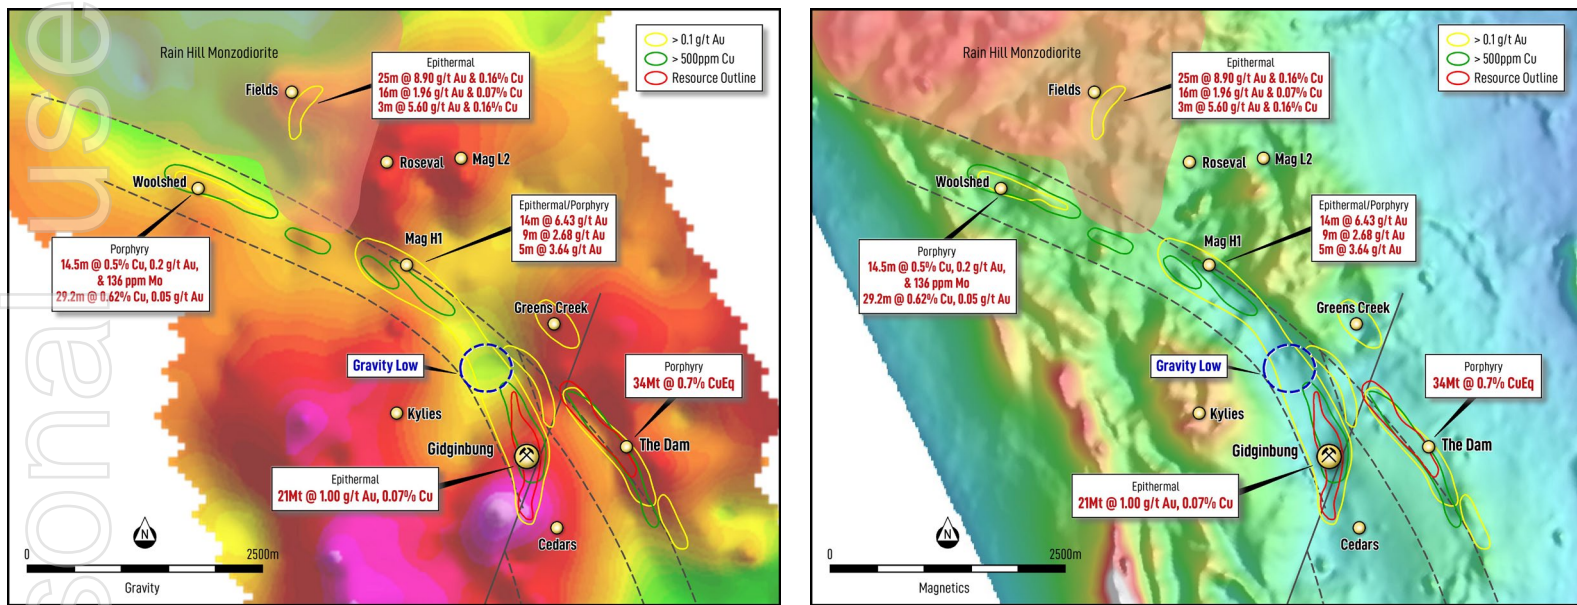 sonal use
Rain Hill Monzodiorite
> 0.1 g/t Au
> 500ppm Cu
Resource Outline
Epithermal
25m @ 8.90 g/t Au & 0.16% Cu
16m @ 1.96 g/t Au & 0.07% Cu
3m @ 5.60 g/t Au & 0.16% Cu
Fields
Roseval
Mag L2
Woolshed
Epithermal/Porphyry
14m @ 6.43 g/t Au
9m @ 2.68 g/t Au
5m @ 3.64 g/t Au
Mag H1
Porphyry
14.5m @ 0.5% Cu, 0.2 g/t Au,
& 136 ppm Mo
29.2m @ 0.62% Cu, 0.05 g/t Au
Greens Creek
Gravity Low
Porphyry
34Mt @ 0.7% CuEq
Kylies
Gidginbung
The Dam
Epithermal
21Mt @ 1.00 g/t Au, 0.07% Cu
N
Cedars
0
2500m
Gravity
Rain Hill Monzodiorite
> 0.1 g/t Au
> 500ppm Cu
Resource Outline
Epithermal
25m @ 8.90 g/t Au & 0.16% Cu
16m @ 1.96 g/t Au & 0.07% Cu
3m @ 5.60 g/t Au & 0.16% Cu
Fields
Roseval
Mag L2
Woolshed
Epithermal/Porphyry
14m @ 6.43 g/t Au
9m @ 2.68 g/t Au
5m @ 3.64 g/t Au
Mag H1
Porphyry
14.5m @ 0.5% Cu, 0.2 g/t Au,
& 136 ppm Mo
29.2m @ 0.62% Cu, 0.05 g/t Au
Greens Creek
Gravity Low
Porphyry
34Mt @ 0.7% CuEq
Kylies
Gidginbung
The Dam
Epithermal
21Mt @ 1.00 g/t Au, 0.07% Cu
N
Cedars
0
2500m
Magnetics